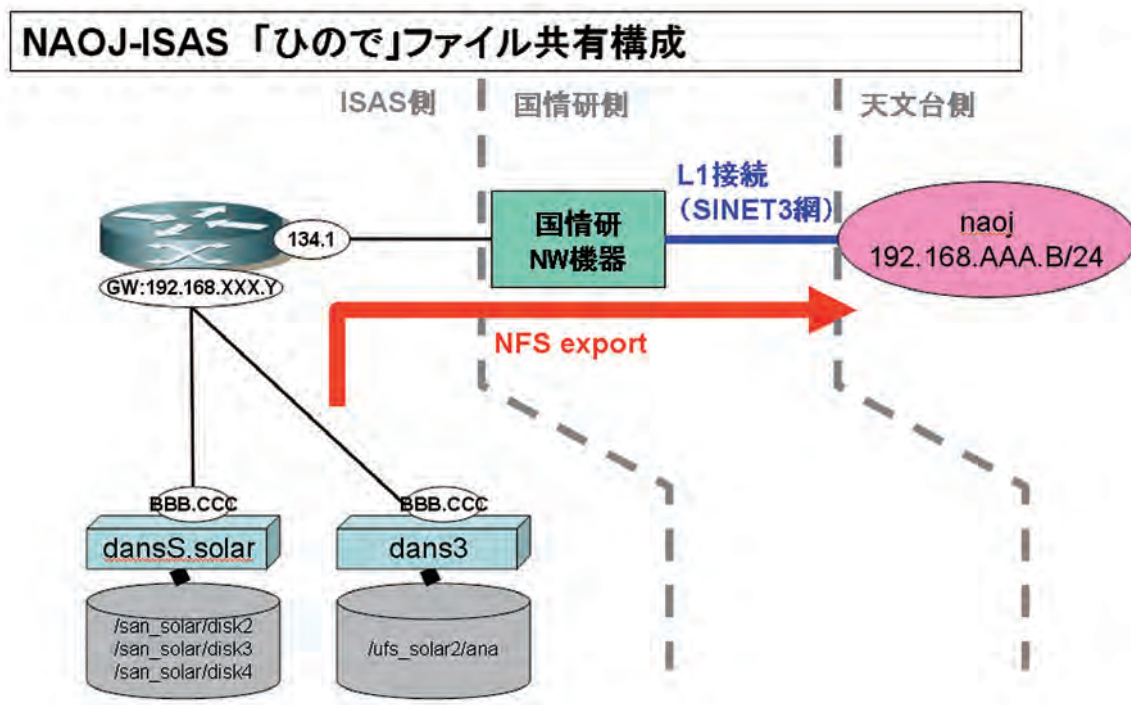 NAOJ-ISAS 「ひので」ファイル共有構成
ISAS側
国情研側
天文台側
L1接続
（SINET3網）
134.1
国情研
NW機器
naoj
192.168.AAA.B/24
GW:192.168.XXX.Y
NFS export
BBB.CCC
BBB.CCC
dansS.solar
dans3
/san_solar/disk2
/san_solar/disk3
/san_solar/disk4
/ufs_solar2/ana